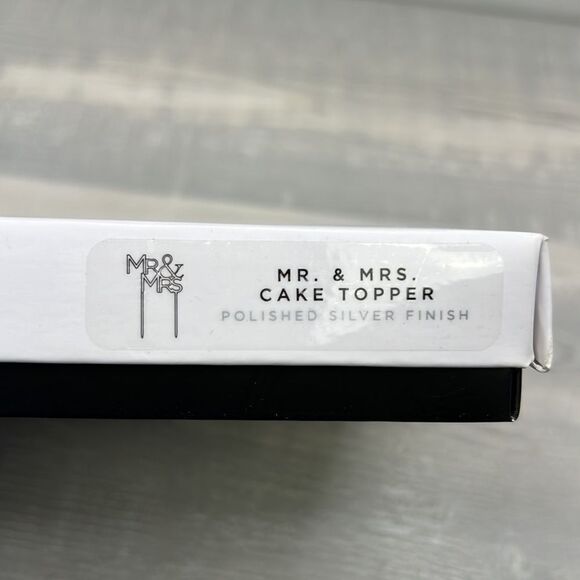 MR&
MRS
MR. & MRS.
CAKE TOPPER
POLISHED SILVER FINISH